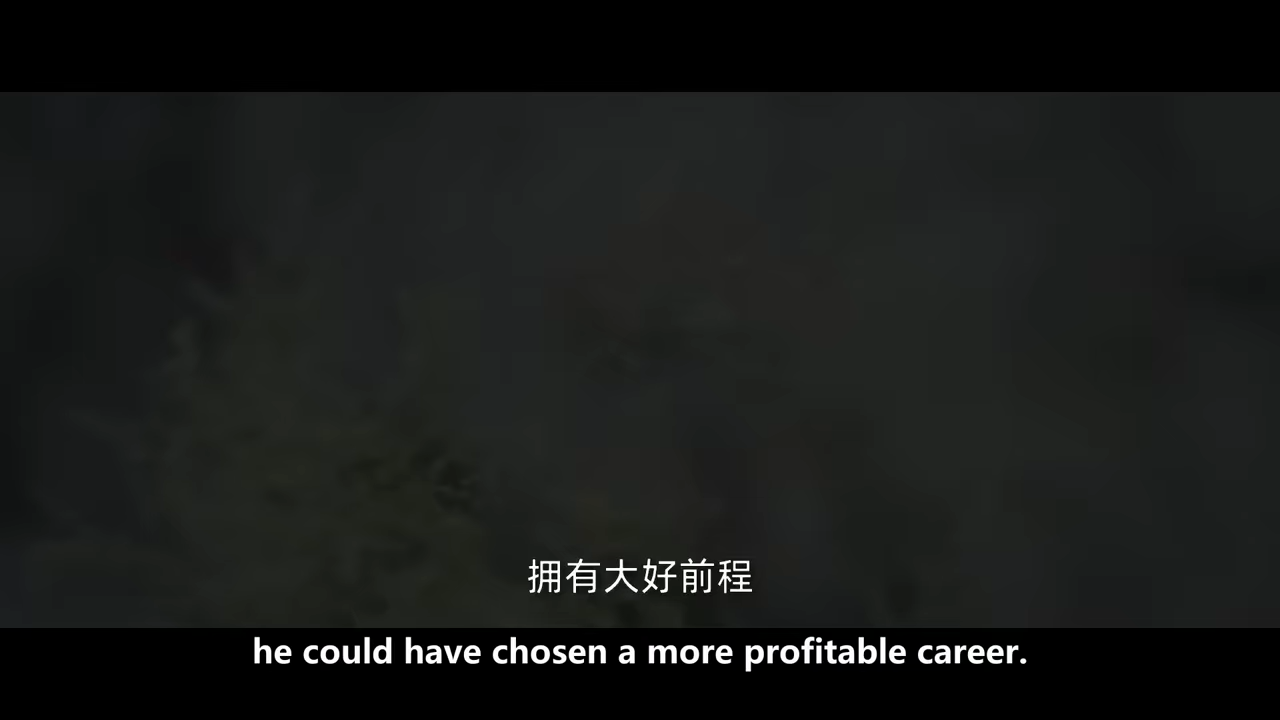 拥有大好前程
he could have chosen a more profitable career.